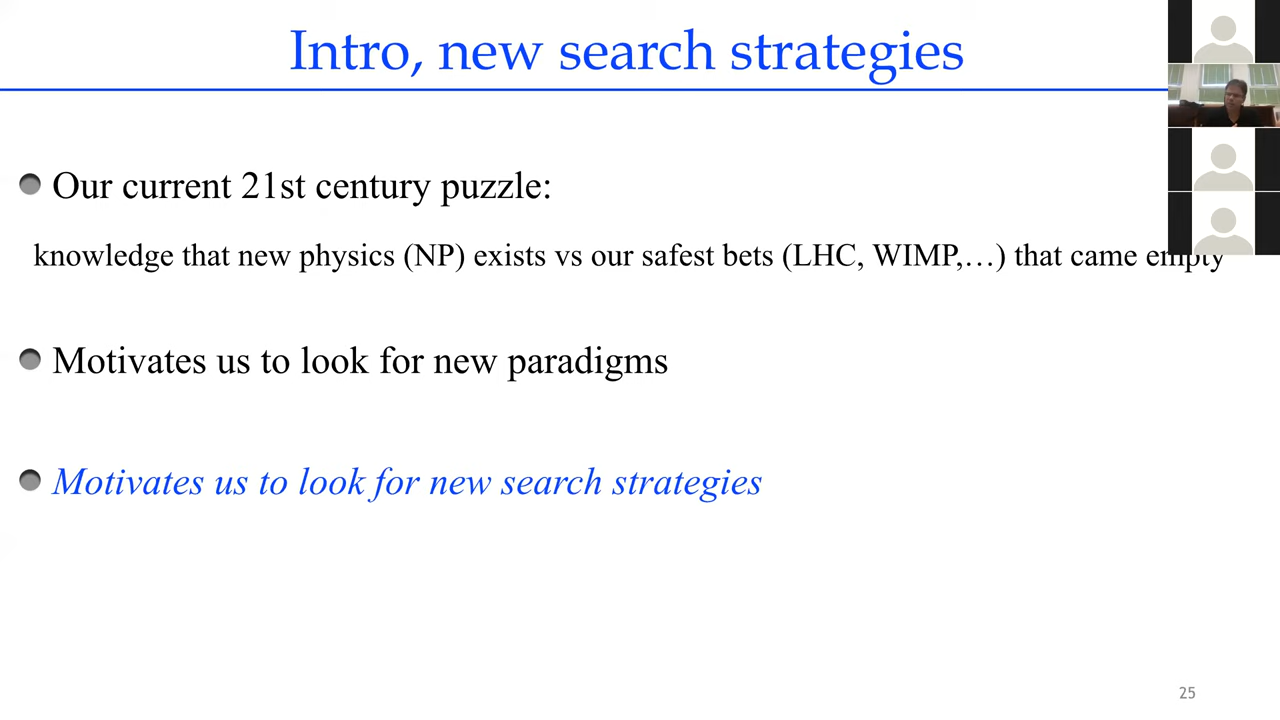 Intro, new search strategies
Our current 21st century puzzle:
knowledge that new physics (NP) exists vs our safest bets (LHC, WIMP,…) that came empty
Motivates us to look for new paradigms
Motivates us to look for new search strategies
25